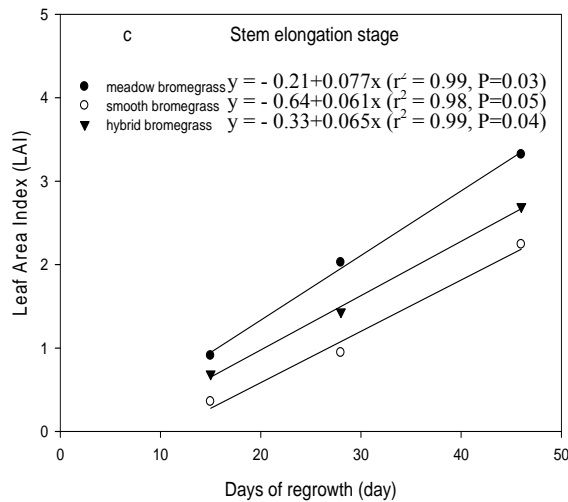 c Stem elongation stage
meadow bromegrass y = - 0.21+0.077x (r² = 0.99, P=0.03)
smooth bromegrass y = - 0.64+0.061x (r² = 0.98, P=0.05)
hybrid bromegrass y = - 0.33+0.065x (r² = 0.99, P=0.04)
Leaf Area Index (LAI)
5
4
3
2
1
0
0 10 20 30 40 50
Days of regrowth (day)